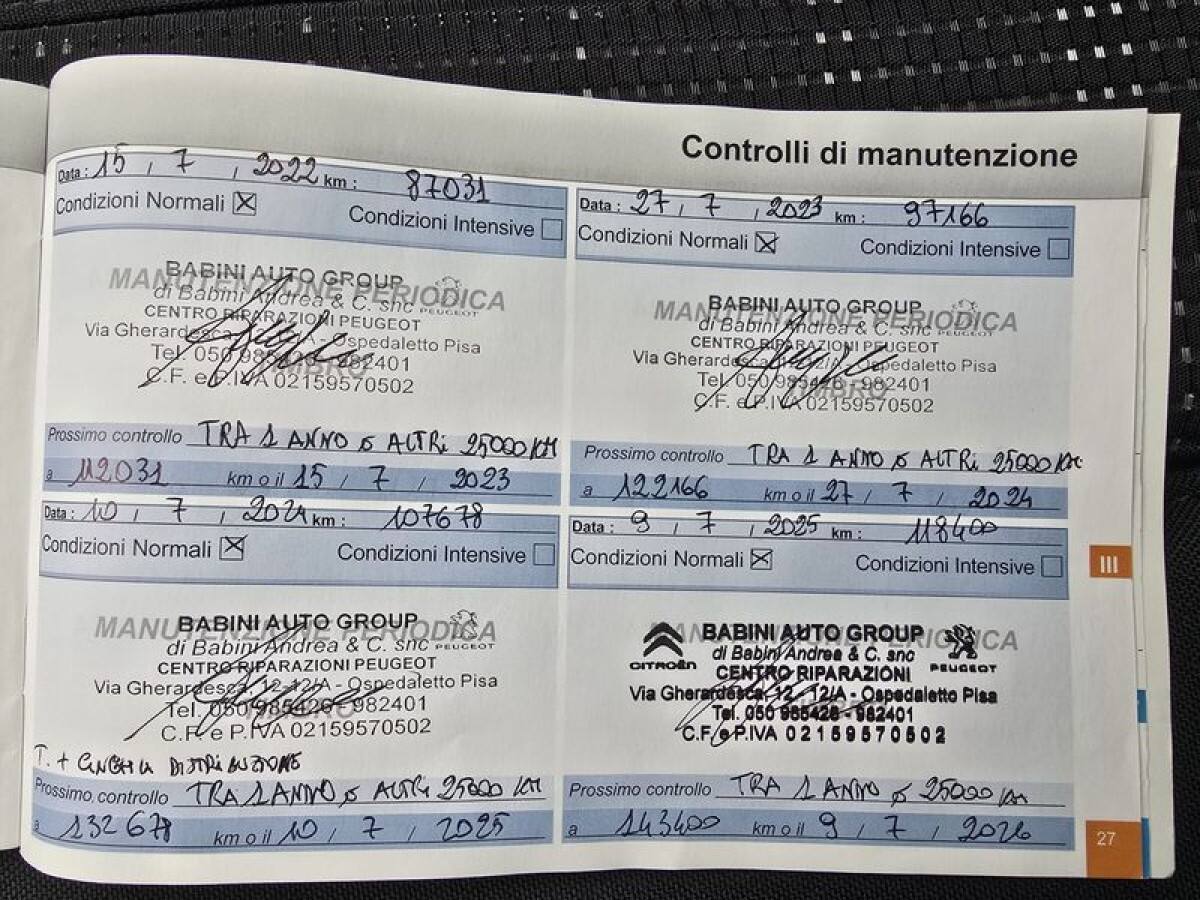 Controlli di manutenzione
Data : 15 / 7 / 2022 km : 87031
Condizioni Normali ☒ Condizioni Intensive ☐
MANUTENZIONE PERIODICA
BABINI AUTO GROUP
di Babini Andrea & C. snc PEUGEOT
CENTRO RIPARAZIONI PEUGEOT
Via Gherardesca, - Ospedaletto Pisa
Tel. 050 - 982401
C.F. e P.IVA 02159570502
Prossimo controllo TRA 1 ANNO o ALTRi 25000 KM
a 112031 km o il 15 / 7 / 2023
Data : 27 / 7 / 2023 km : 97166
Condizioni Normali ☒ Condizioni Intensive ☐
MANUTENZIONE PERIODICA
BABINI AUTO GROUP
di Babini Andrea & C. snc PEUGEOT
CENTRO RIPARAZIONI PEUGEOT
Via Gherardesca, 12-12/A - Ospedaletto Pisa
Tel. 050 985428 - 982401
TIMBRO
C.F. e P.IVA 02159570502
Prossimo controllo TRA 1 ANNO o ALTRi 25000 KM
a 122166 km o il 27 / 7 / 2024
Data : 10 / 7 / 2024 km : 107678
Condizioni Normali ☒ Condizioni Intensive ☐
MANUTENZIONE PERIODICA
BABINI AUTO GROUP
di Babini Andrea & C. snc PEUGEOT
CENTRO RIPARAZIONI PEUGEOT
Via Gherardesca, 12-12/A - Ospedaletto Pisa
Tel. 050 985428 - 982401
C.F. e P.IVA 02159570502
T. + CINGHIA DISTRIBUZIONE
Prossimo controllo TRA 1 ANNO o ALTRi 25000 KM
a 132678 km o il 10 / 7 / 2025
Data : 9 / 7 / 2025 km : 118400
Condizioni Normali ☒ Condizioni Intensive ☐
MANUTENZIONE PERIODICA
BABINI AUTO GROUP
di Babini Andrea & C. snc
CITROËN CENTRO RIPARAZIONI PEUGEOT
Via Gherardesca, 12 - 12/A - Ospedaletto Pisa
Tel. 050 985428 - 982401
C.F. e P.IVA 02159570502
Prossimo controllo TRA 1 ANNO o 25000 KM
a 143400 km o il 9 / 7 / 2026
III
27